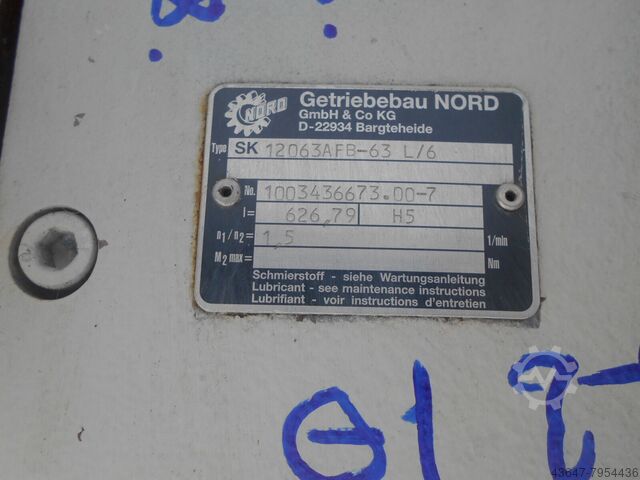 NORD
Getriebebau NORD
GmbH & Co KG
D-22934 Bargteheide
Type SK 12063AFB-63 L/6
No. 1003436673.00-7
i= 626,79 H5
n1/n2= 1,5 1/min
M2 max= Nm
Schmierstoff - siehe Wartungsanleitung
Lubricant - see maintenance instructions
Lubrifiant - voir instructions d'entretien
43647-7954436